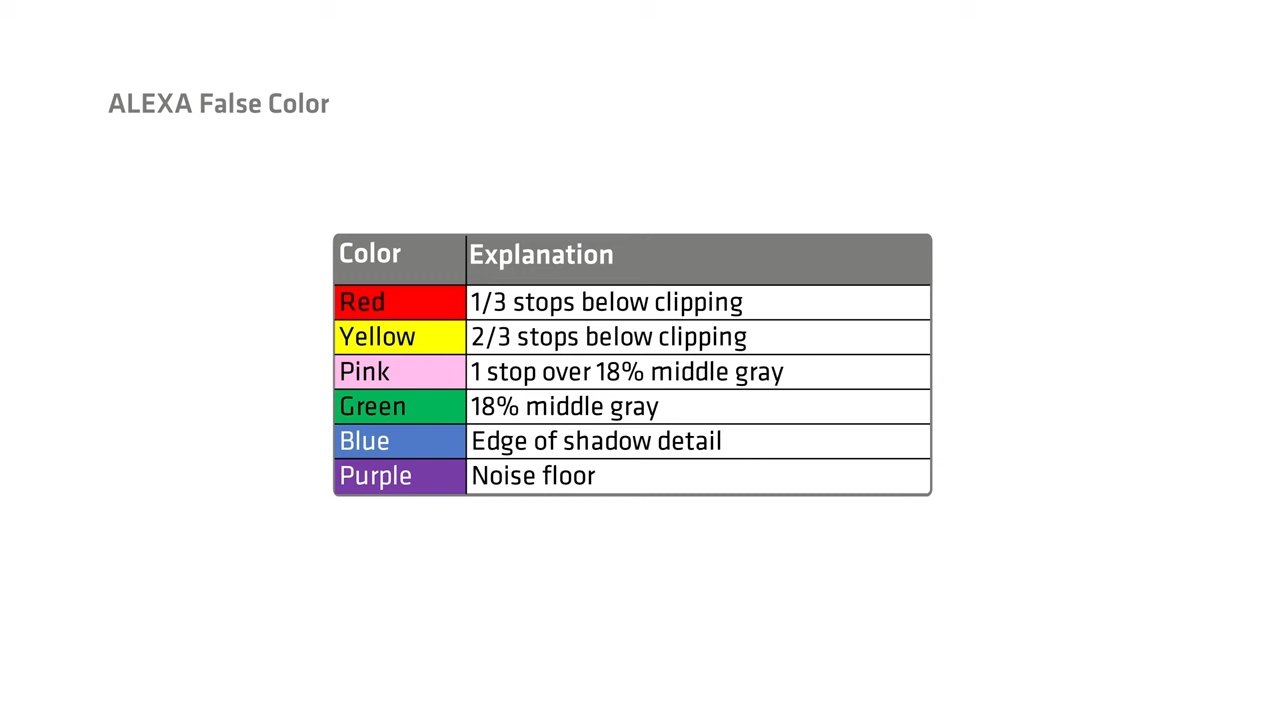 ALEXA False Color
Color Explanation
Red 1/3 stops below clipping
Yellow 2/3 stops below clipping
Pink 1 stop over 18% middle gray
Green 18% middle gray
Blue Edge of shadow detail
Purple Noise floor